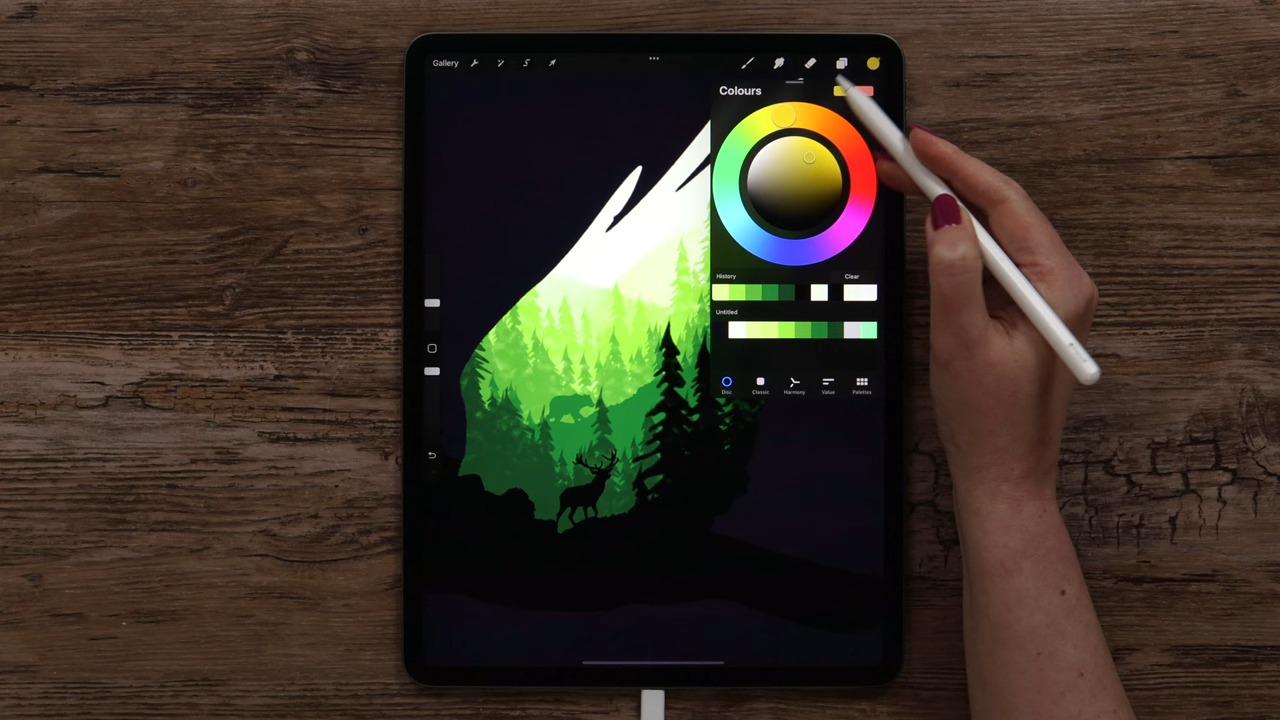 Gallery
Colours
History
Clear
Untitled
Disc
Classic
Harmony
Value
Palettes